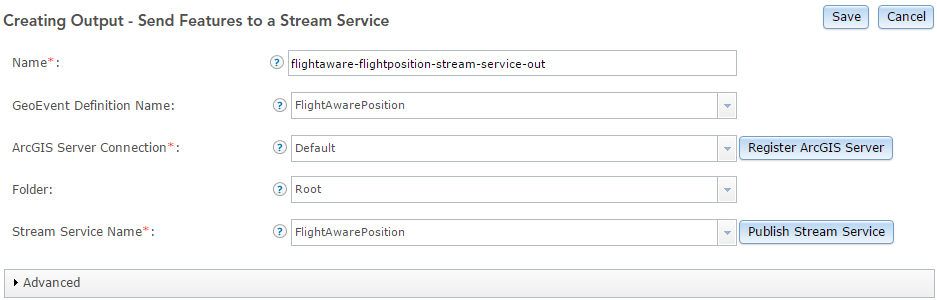 Creating Output - Send Features to a Stream Service Save Cancel
Name*: ? flightaware-flightposition-stream-service-out
GeoEvent Definition Name: ? FlightAwarePosition
ArcGIS Server Connection*: ? Default Register ArcGIS Server
Folder: ? Root
Stream Service Name*: ? FlightAwarePosition Publish Stream Service
Advanced